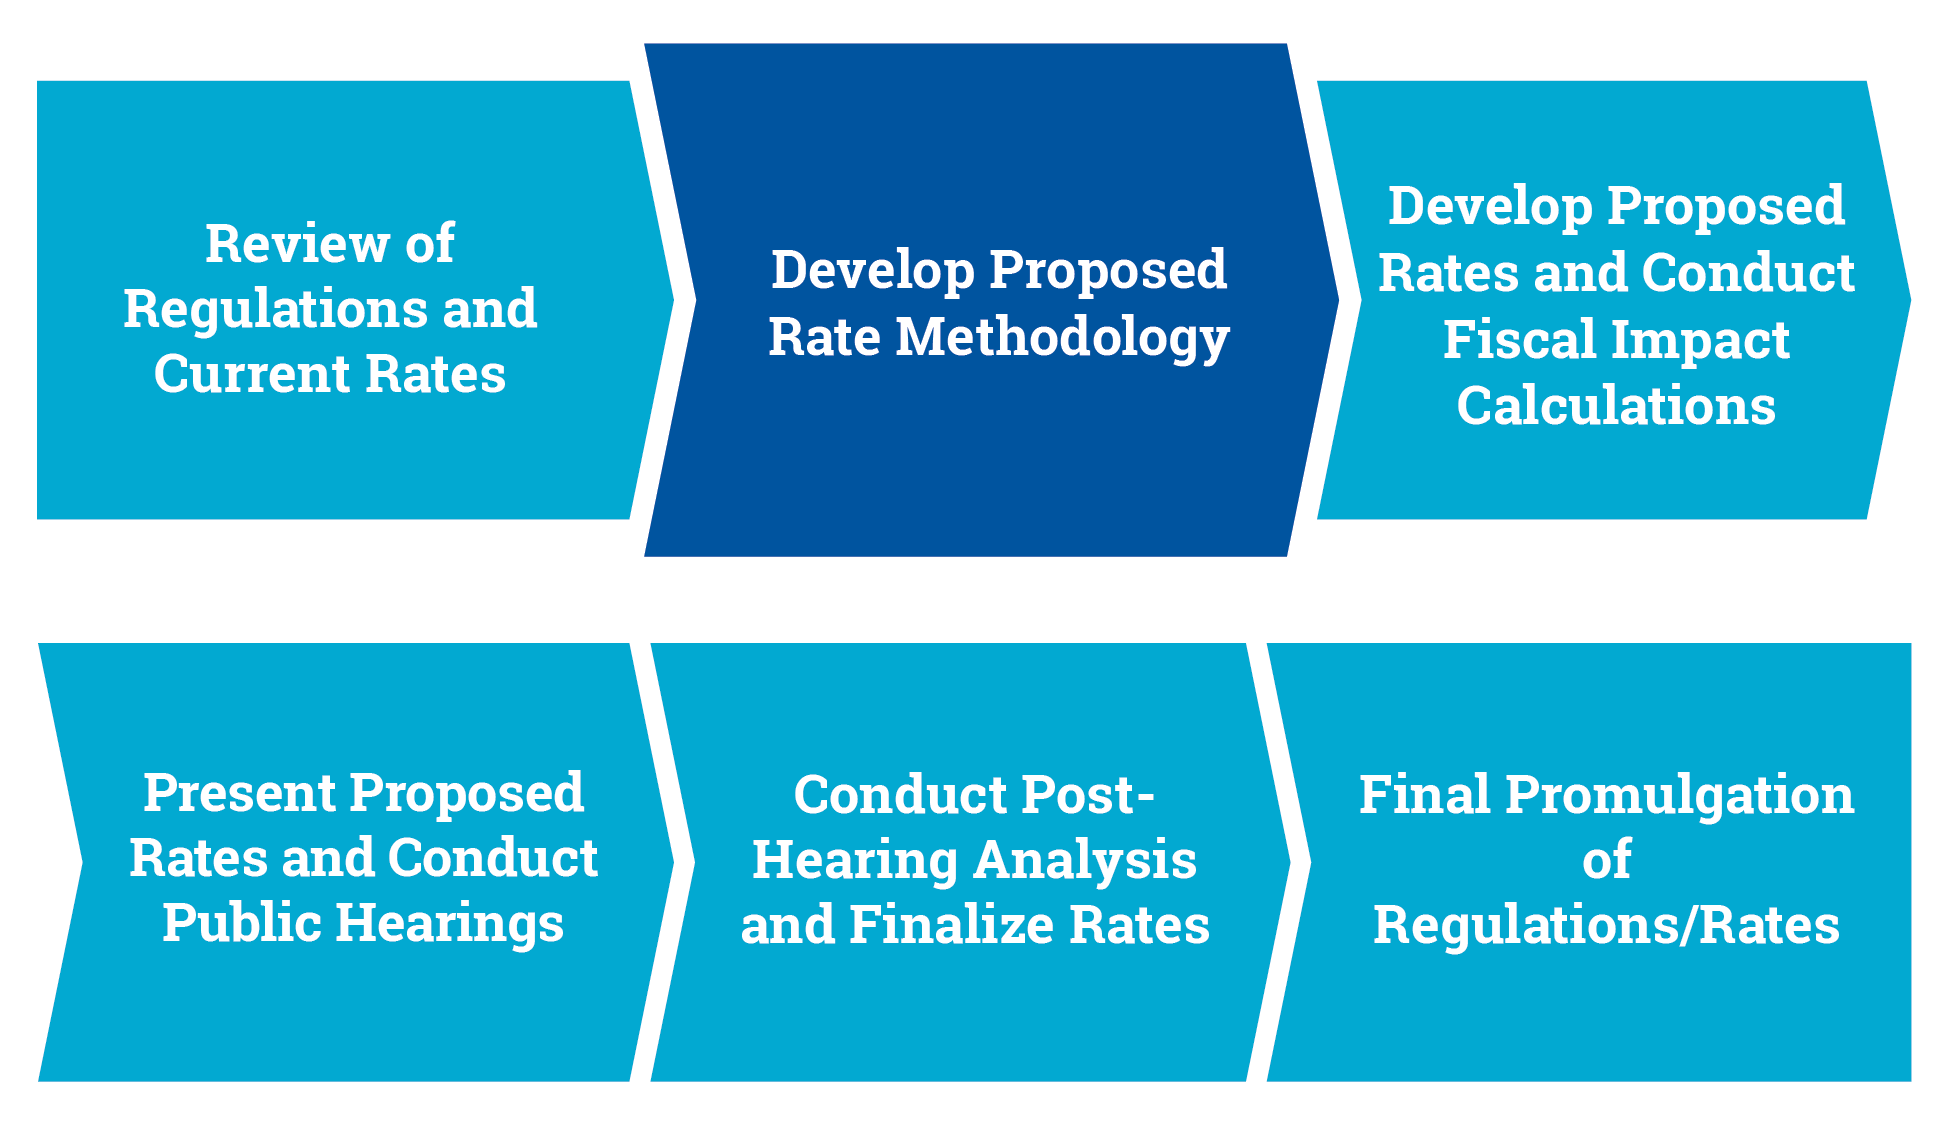 Review of
Regulations and
Current Rates
Develop Proposed
Rate Methodology
Develop Proposed
Rates and Conduct
Fiscal Impact
Calculations
Present Proposed
Rates and Conduct
Public Hearings
Conduct Post-
Hearing Analysis
and Finalize Rates
Final Promulgation
of
Regulations/Rates